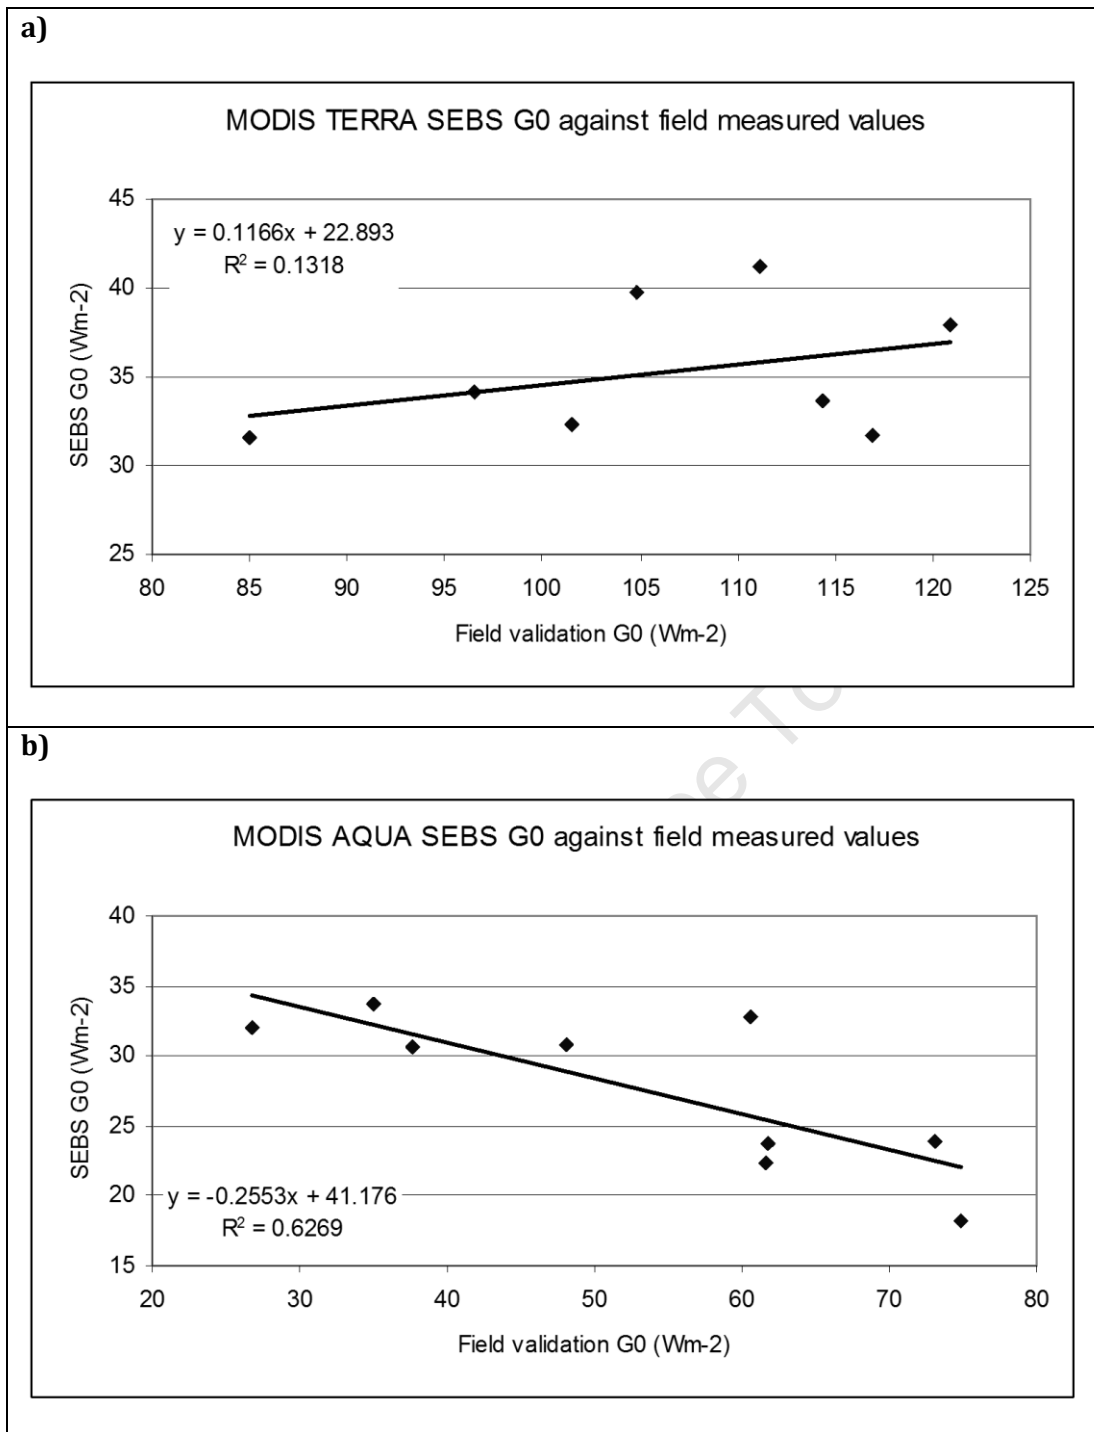 a)
MODIS TERRA SEBS G0 against field measured values
45
y = 0.1166x + 22.893
R² = 0.1318
40
35
30
25
SEBS G0 (Wm-2)
80 85 90 95 100 105 110 115 120 125
Field validation G0 (Wm-2)
b)
MODIS AQUA SEBS G0 against field measured values
40
35
30
25
20
15
SEBS G0 (Wm-2)
y = -0.2553x + 41.176
R² = 0.6269
20 30 40 50 60 70 80
Field validation G0 (Wm-2)